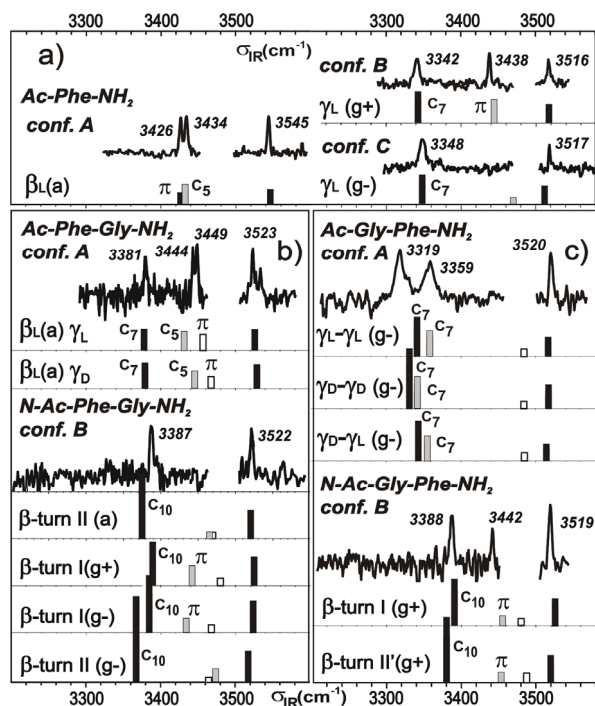 3300 3400 3500 3300 3400 3500
a) σIR(cm⁻¹)
Ac-Phe-NH₂
conf. A
3426 3434 3545
βL(a) π C₅
conf. B 3342 3438 3516
γL (g+) C₇ π
conf. C 3348 3517
γL (g-) C₇
Ac-Phe-Gly-NH₂ b)
conf. A 3381 3444 3449 3523
βL(a) γL C₇ C₅ π
βL(a) γD C₇ C₅ π
N-Ac-Phe-Gly-NH₂
conf. B 3387 3522
β-turn II (a) C₁₀
β-turn I(g+) C₁₀ π
β-turn I(g-) C₁₀ π
β-turn II (g-) C₁₀
Ac-Gly-Phe-NH₂ c)
conf. A 3319 3359 3520
γL-γL (g-) C₇ C₇
γD-γD (g-) C₇
γD-γL (g-) C₇ C₇
N-Ac-Gly-Phe-NH₂
conf. B 3388 3442 3519
β-turn I (g+) C₁₀ π
β-turn II'(g+) C₁₀ π
3300 3400 σIR(cm⁻¹) 3500 3300 3400 3500